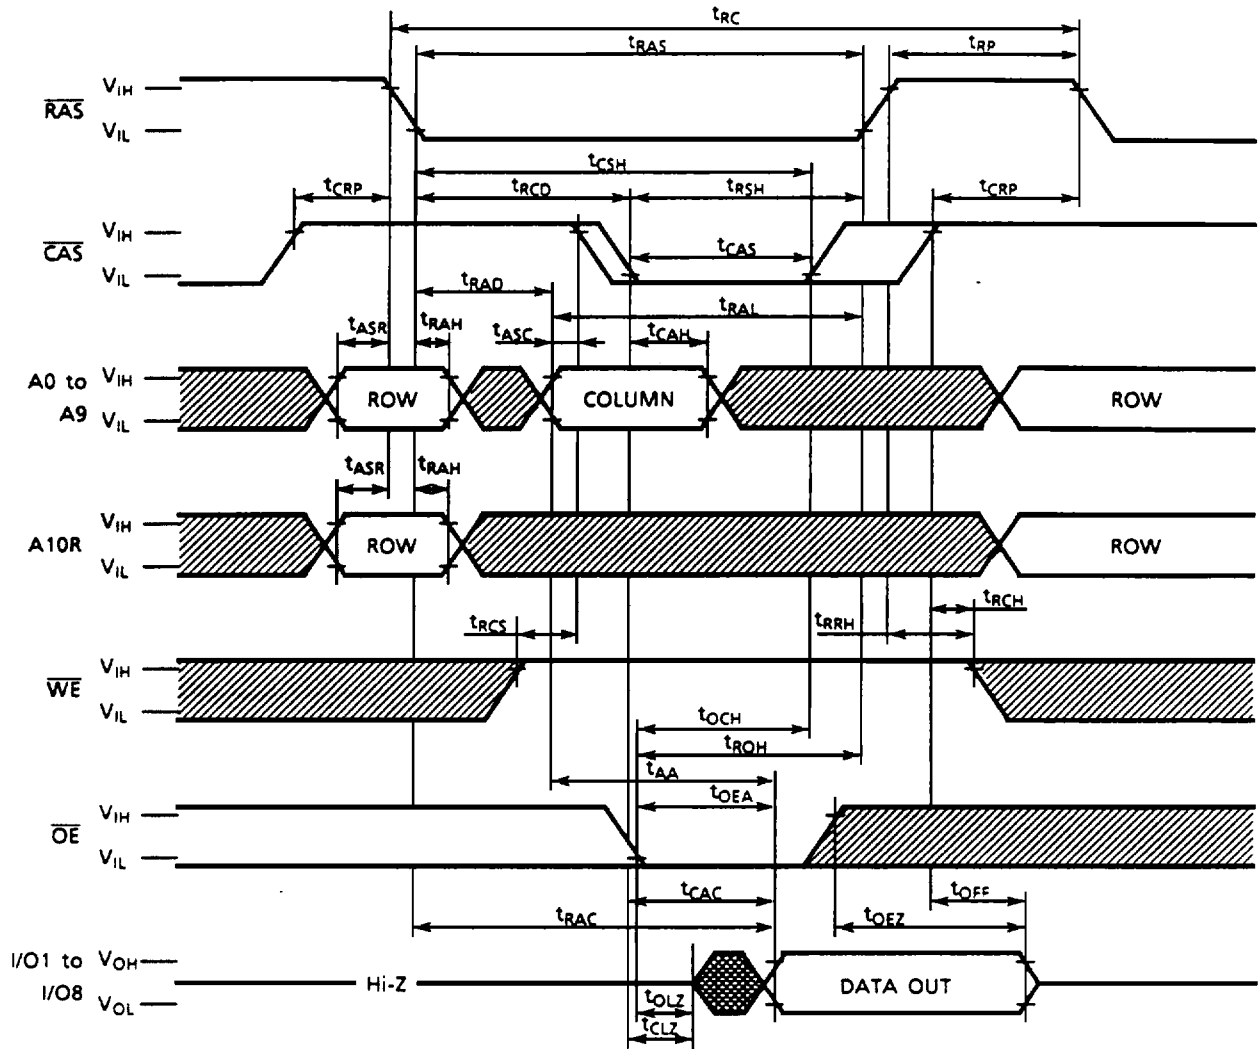 tRC
tRAS tRP
VIH
RAS
VIL
tCSH
tCRP tRCD tRSH tCRP
VIH
CAS
VIL
tCAS
tRAD
tRAL
tASR tRAH tASC tCAH
A0 to VIH
A9 VIL
ROW COLUMN ROW
tASR tRAH
VIH
A10R
VIL
ROW ROW
tRCS tRRH tRCH
VIH
WE
VIL
tOCH
tROH
tAA
tOEA
VIH
OE
VIL
tCAC tOFF
tRAC tOEZ
I/O1 to VOH
I/O8 VOL
Hi-Z DATA OUT
tOLZ
tCLZ